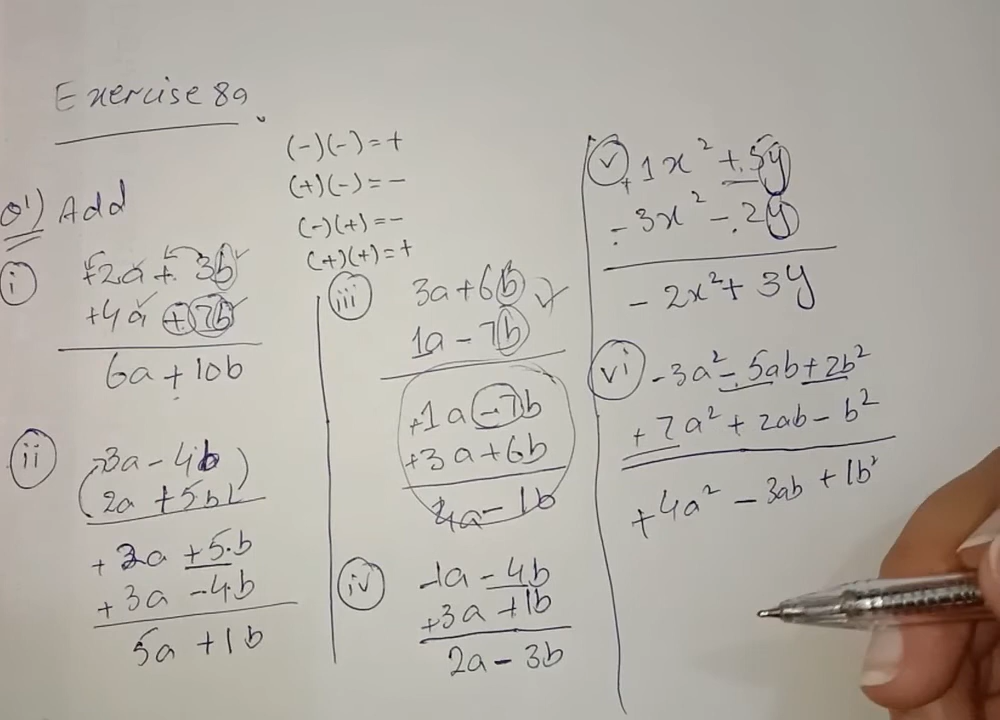 Exercise 8a.
Q1) Add
(-)(-)=+
(+)(-)=-
(-)(+)=-
(+)(+)=+
i) +2a + 3b
+4a + 7b
6a + 10b
ii) 3a - 4b
2a + 5b
+ 2a + 5.b
+ 3a - 4.b
5a + 1b
iii) 3a + 6b
1a - 7b
+1a - 7b
+3a + 6b
4a - 1b
iv) -1a - 4b
+3a + 1b
2a - 3b
v) +1x² + 5y
- 3x² - 2y
- 2x² + 3y
vi) - 3a² - 5ab + 2b²
+ 7a² + 2ab - b²
+ 4a² - 3ab + 1b²